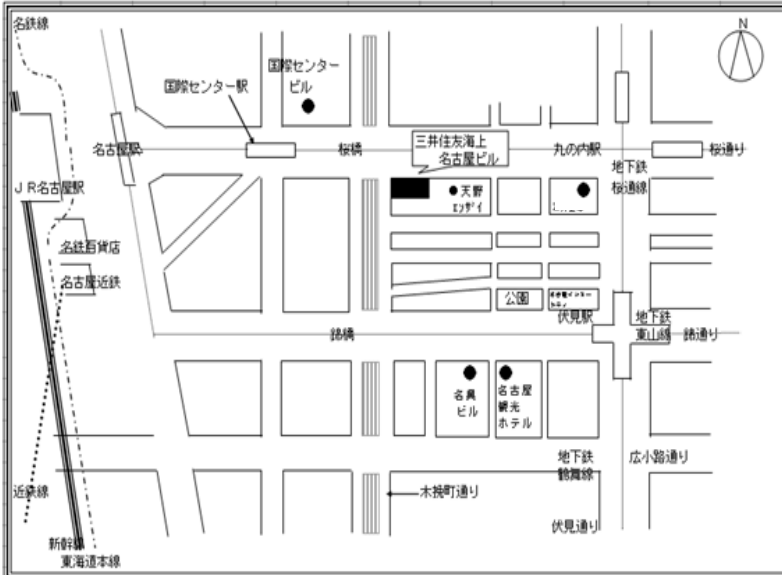 名鉄線
N
国際センター
ビル
国際センター駅
三井住友海上
名古屋ビル
名古屋駅
桜橋
丸の内駅
桜通り
地下鉄
桜通線
ＪＲ名古屋駅
天野
エンザイ
名鉄百貨店
名古屋近鉄
公園
伏見駅
地下鉄
東山線
錦通り
錦橋
名興
ビル
名古屋
観光
ホテル
地下鉄
鶴舞線
広小路通り
近鉄線
木挽町通り
伏見通り
新幹線
東海道本線